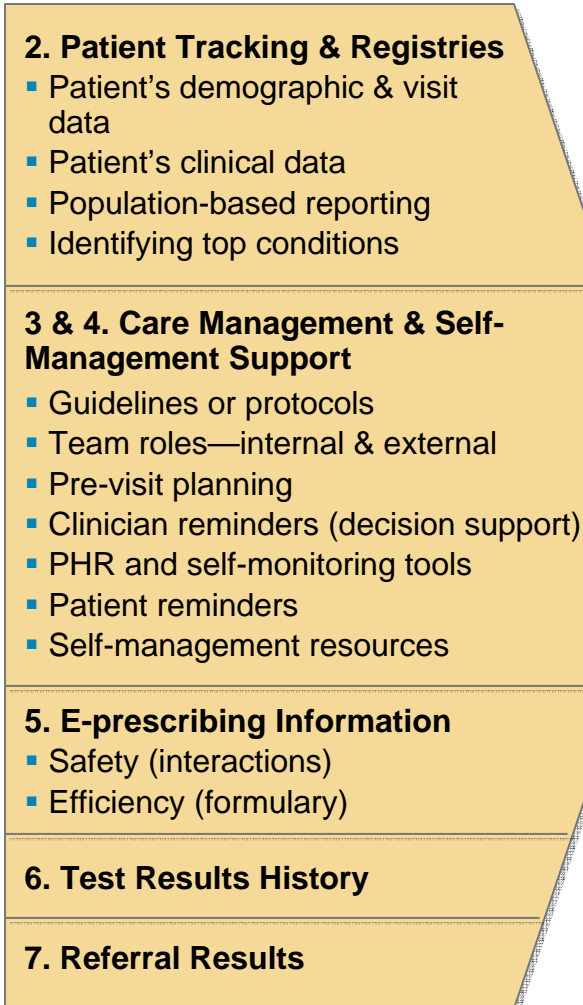 2. Patient Tracking & Registries
▪ Patient’s demographic & visit
data
▪ Patient’s clinical data
▪ Population-based reporting
▪ Identifying top conditions
3 & 4. Care Management & Self-
Management Support
▪ Guidelines or protocols
▪ Team roles—internal & external
▪ Pre-visit planning
▪ Clinician reminders (decision support)
▪ PHR and self-monitoring tools
▪ Patient reminders
▪ Self-management resources
5. E-prescribing Information
▪ Safety (interactions)
▪ Efficiency (formulary)
6. Test Results History
7. Referral Results